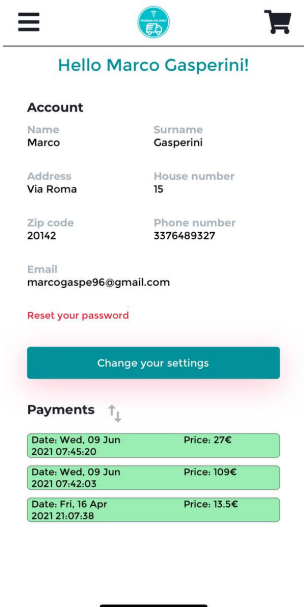 Hello Marco Gasperini!
Account
Name Surname
Marco Gasperini
Address House number
Via Roma 15
Zip code Phone number
20142 3376489327
Email
marcogaspe96@gmail.com
Reset your password
Change your settings
Payments
Date: Wed, 09 Jun Price: 27€
2021 07:45:20
Date: Wed, 09 Jun Price: 109€
2021 07:42:03
Date: Fri, 16 Apr Price: 13.5€
2021 21:07:38